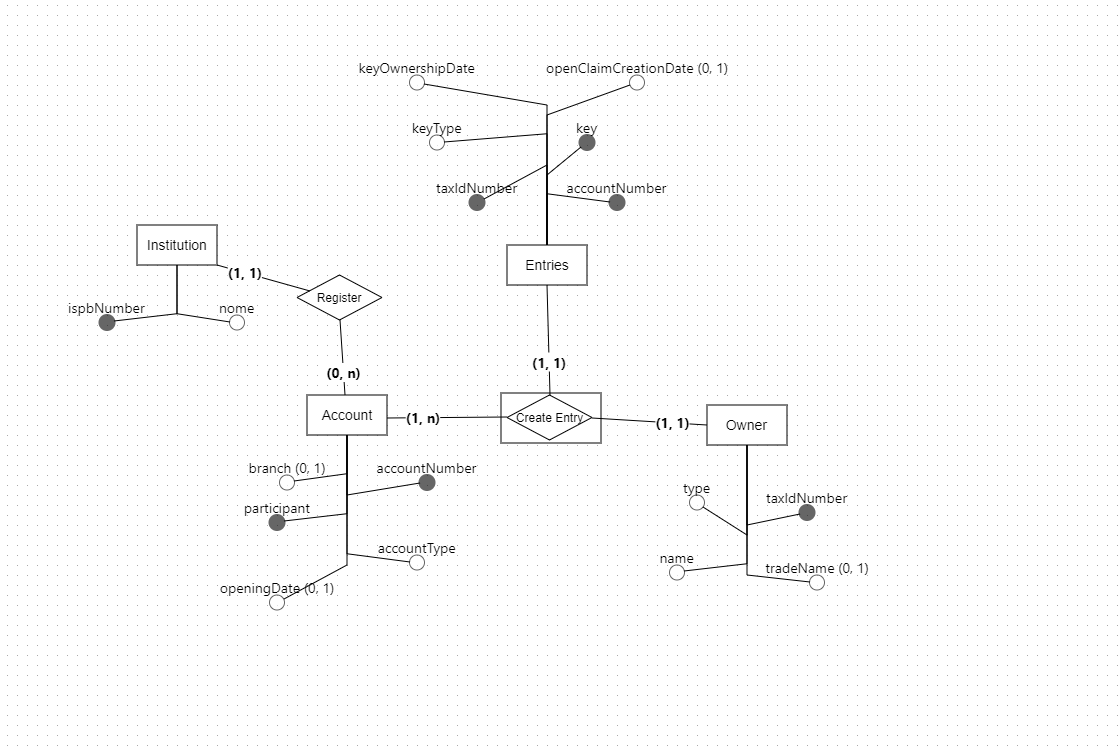 keyOwnershipDate
openClaimCreationDate (0, 1)
keyType
key
taxIdNumber
accountNumber
Institution
Entries
(1, 1)
Register
ispbNumber
nome
(1, 1)
(0, n)
Account
(1, n)
Create Entry
(1, 1)
Owner
branch (0, 1)
accountNumber
participant
accountType
openingDate (0, 1)
type
taxIdNumber
name
tradeName (0, 1)